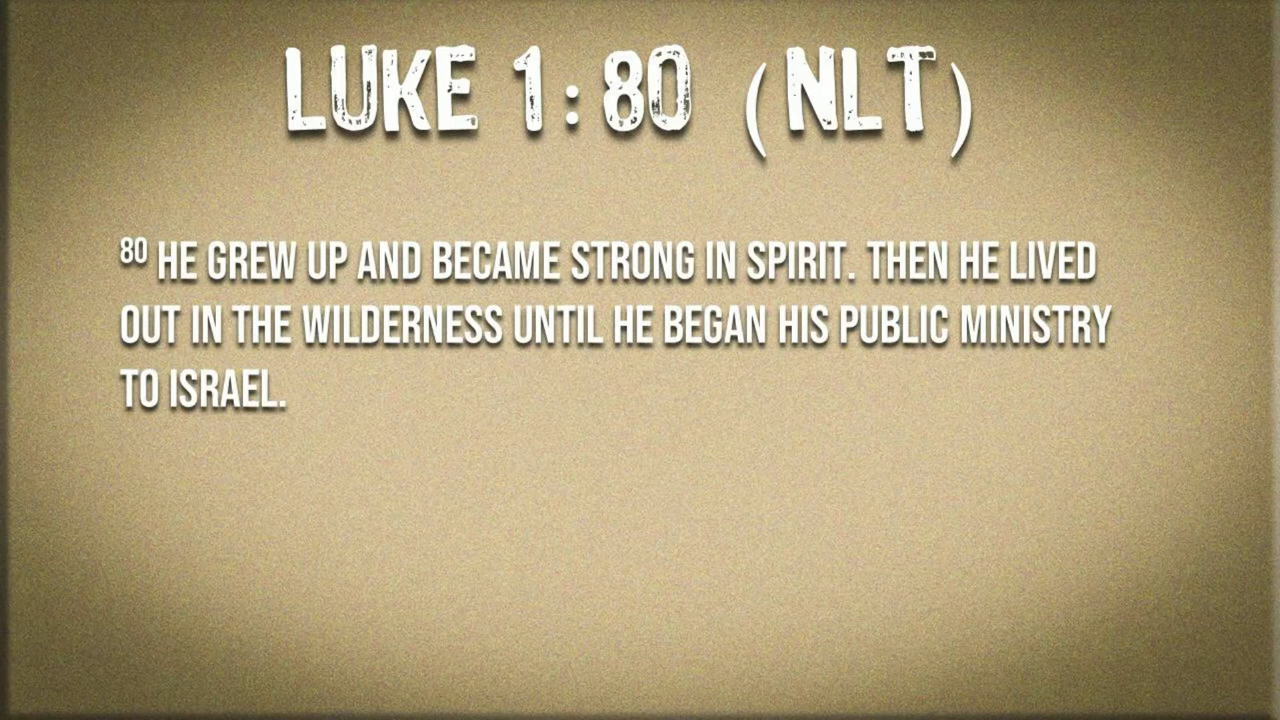 LUKE 1:80 (NLT)
80 HE GREW UP AND BECAME STRONG IN SPIRIT. THEN HE LIVED
OUT IN THE WILDERNESS UNTIL HE BEGAN HIS PUBLIC MINISTRY
TO ISRAEL.